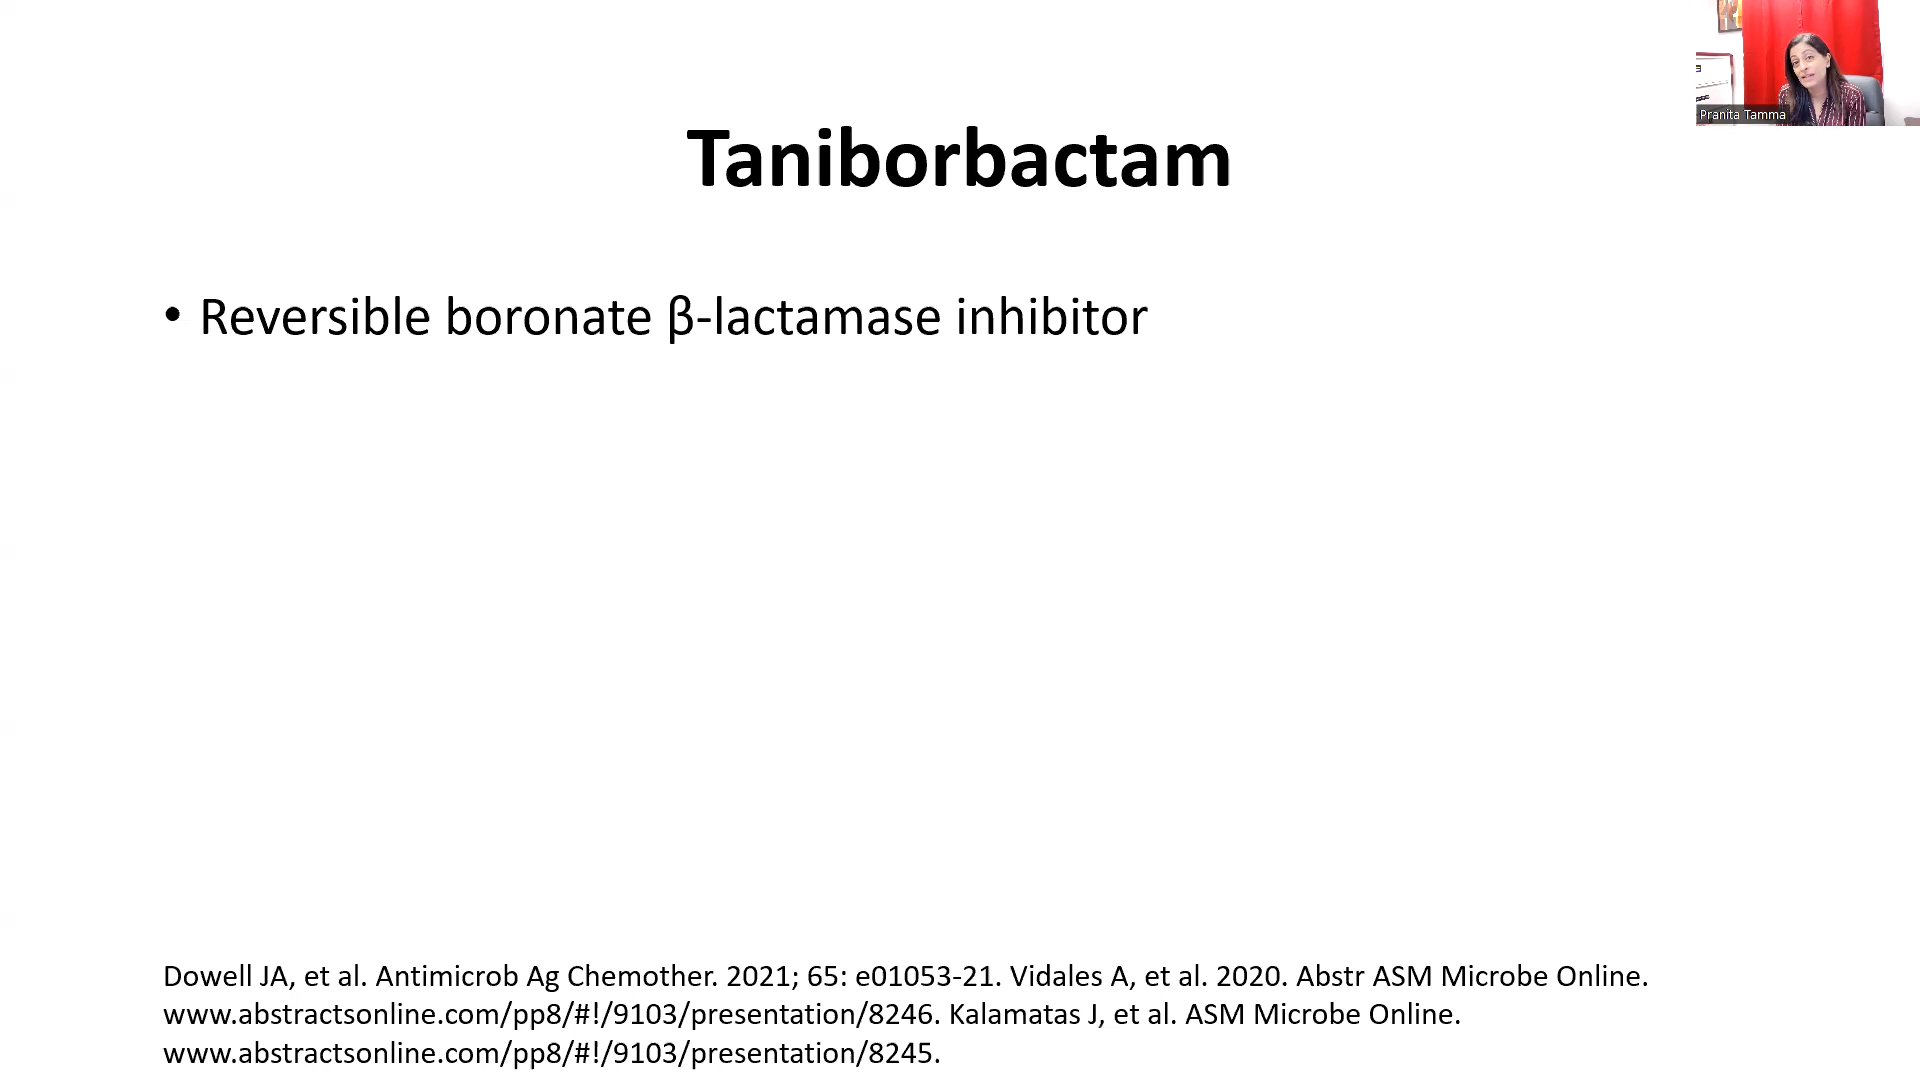 Pranita Tamma
Taniborbactam
• Reversible boronate β-lactamase inhibitor
Dowell JA, et al. Antimicrob Ag Chemother. 2021; 65: e01053-21. Vidales A, et al. 2020. Abstr ASM Microbe Online.
www.abstractsonline.com/pp8/#!/9103/presentation/8246. Kalamatas J, et al. ASM Microbe Online.
www.abstractsonline.com/pp8/#!/9103/presentation/8245.